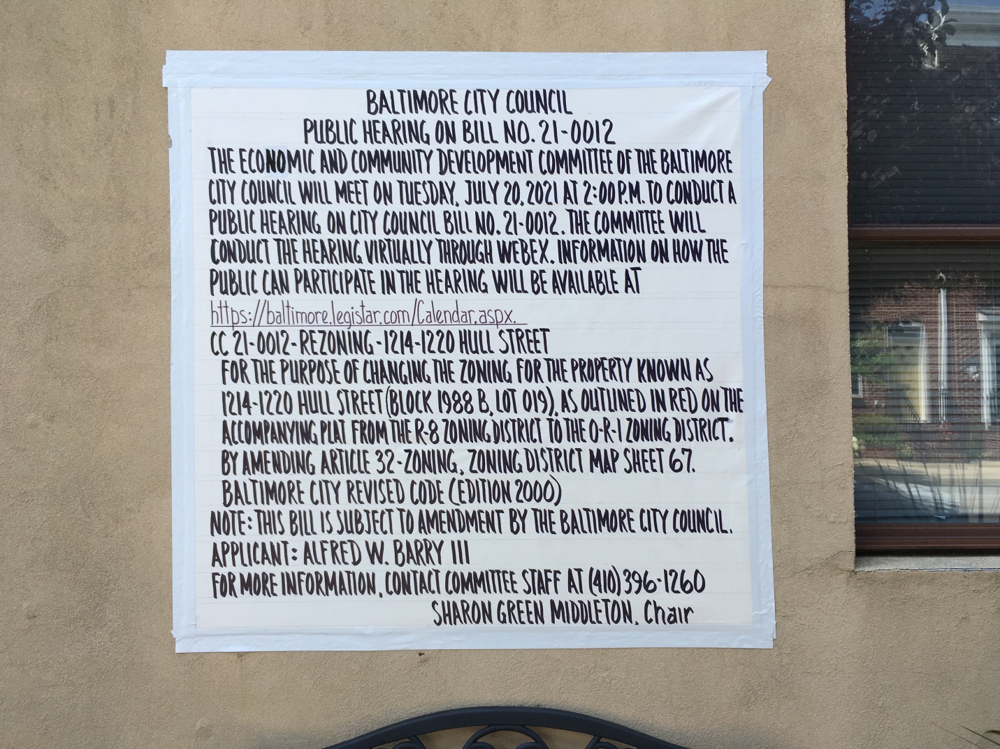 BALTIMORE CITY COUNCIL
PUBLIC HEARING ON BILL NO. 21-0012
THE ECONOMIC AND COMMUNITY DEVELOPMENT COMMITTEE OF THE BALTIMORE
CITY COUNCIL WILL MEET ON TUESDAY, JULY 20, 2021 AT 2:00 P.M. TO CONDUCT A
PUBLIC HEARING ON CITY COUNCIL BILL NO. 21-0012. THE COMMITTEE WILL
CONDUCT THE HEARING VIRTUALLY THROUGH WEBEX. INFORMATION ON HOW THE
PUBLIC CAN PARTICIPATE IN THE HEARING WILL BE AVAILABLE AT
https://baltimore.legistar.com/Calendar.aspx.
CC 21-0012-REZONING-1214-1220 HULL STREET
FOR THE PURPOSE OF CHANGING THE ZONING FOR THE PROPERTY KNOWN AS
1214-1220 HULL STREET (BLOCK 1988 B, LOT 019), AS OUTLINED IN RED ON THE
ACCOMPANYING PLAT FROM THE R-8 ZONING DISTRICT TO THE O-R-1 ZONING DISTRICT.
BY AMENDING ARTICLE 32-ZONING, ZONING DISTRICT MAP SHEET 67.
BALTIMORE CITY REVISED CODE (EDITION 2000)
NOTE: THIS BILL IS SUBJECT TO AMENDMENT BY THE BALTIMORE CITY COUNCIL.
APPLICANT: ALFRED W. BARRY III
FOR MORE INFORMATION, CONTACT COMMITTEE STAFF AT (410) 396-1260
SHARON GREEN MIDDLETON, Chair